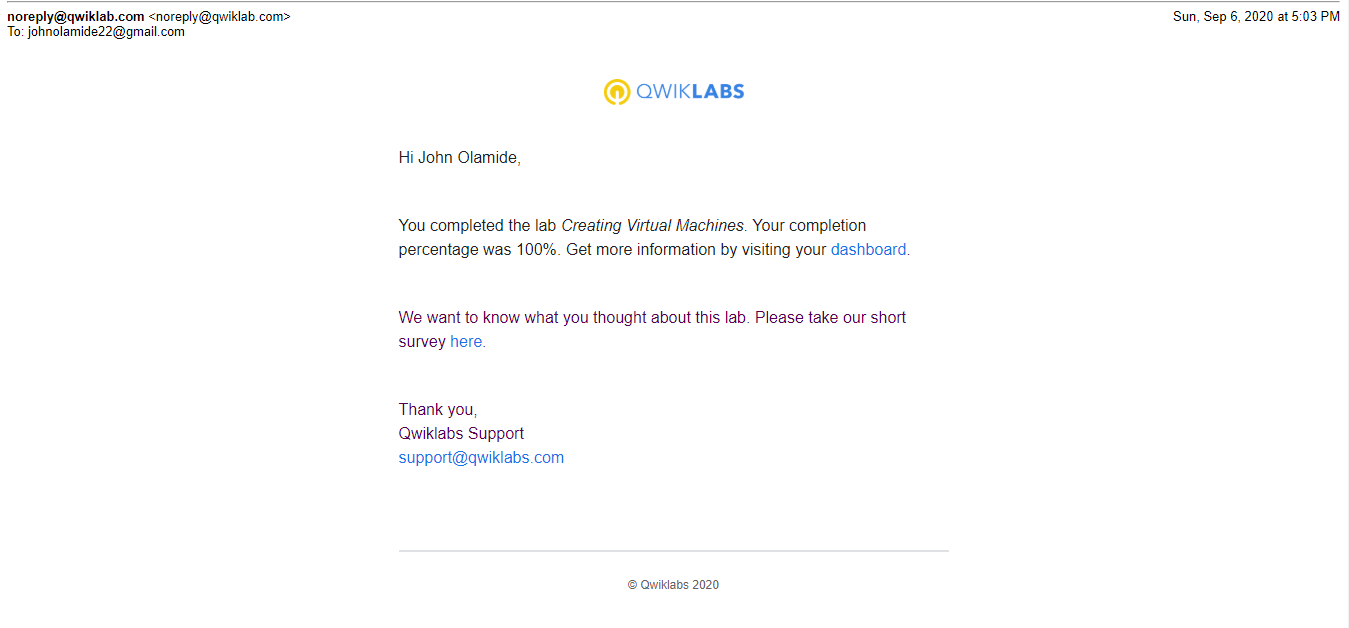 noreply@qwiklab.com <noreply@qwiklab.com>
Sun, Sep 6, 2020 at 5:03 PM
To: johnolamide22@gmail.com
QWIKLABS
Hi John Olamide,
You completed the lab Creating Virtual Machines. Your completion
percentage was 100%. Get more information by visiting your dashboard.
We want to know what you thought about this lab. Please take our short
survey here.
Thank you,
Qwiklabs Support
support@qwiklabs.com
© Qwiklabs 2020